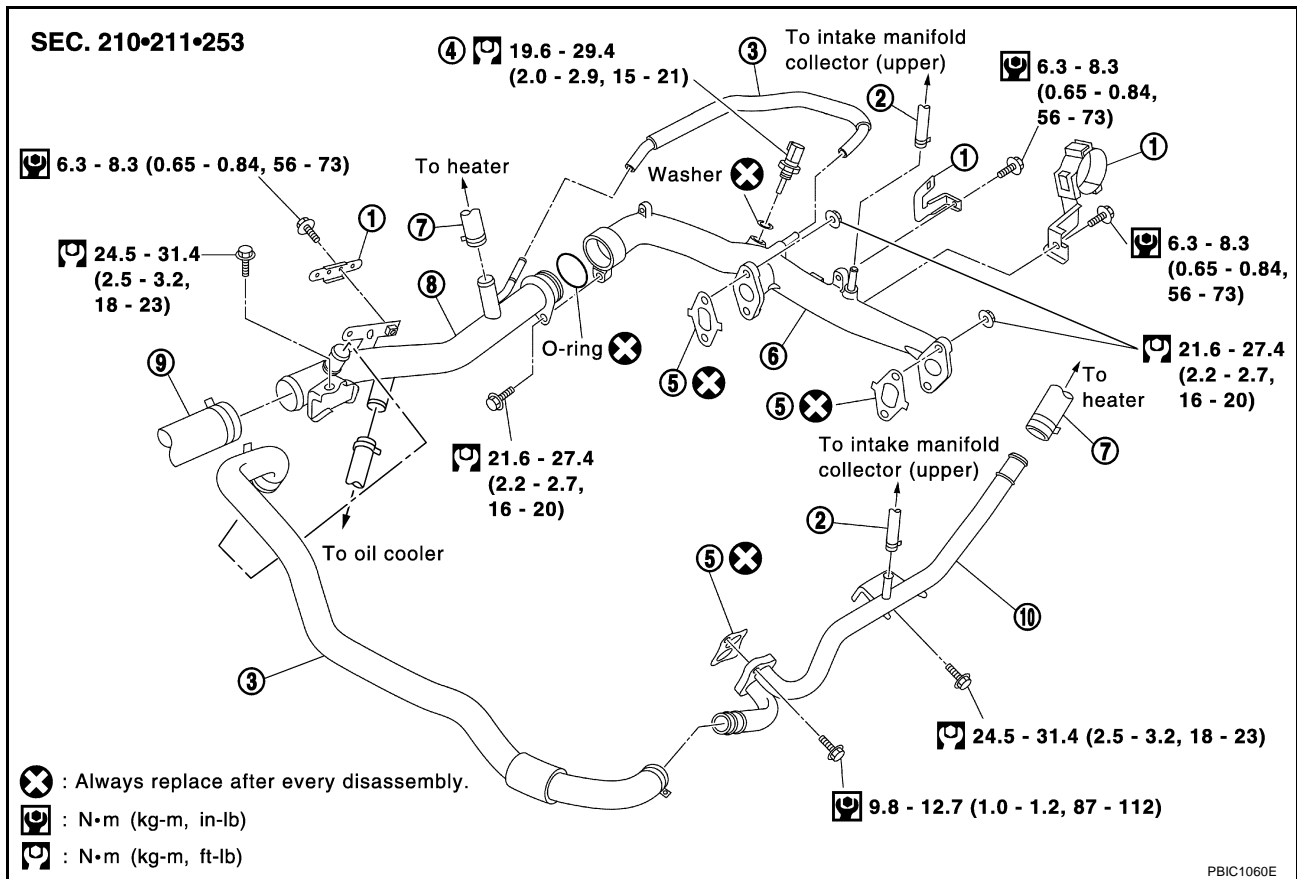 SEC. 210•211•253
④ 19.6 - 29.4
(2.0 - 2.9, 15 - 21)
③
To intake manifold
collector (upper)
②
6.3 - 8.3
(0.65 - 0.84,
56 - 73)
①
①
6.3 - 8.3 (0.65 - 0.84, 56 - 73)
To heater
⑦
Washer
①
24.5 - 31.4
(2.5 - 3.2,
18 - 23)
⑧
6.3 - 8.3
(0.65 - 0.84,
56 - 73)
O-ring
⑥
⑤
⑤
21.6 - 27.4
(2.2 - 2.7,
16 - 20)
⑨
To
heater
⑦
21.6 - 27.4
(2.2 - 2.7,
16 - 20)
To intake manifold
collector (upper)
②
To oil cooler
⑤
⑩
③
24.5 - 31.4 (2.5 - 3.2, 18 - 23)
9.8 - 12.7 (1.0 - 1.2, 87 - 112)
: Always replace after every disassembly.
: N•m (kg-m, in-lb)
: N•m (kg-m, ft-lb)
PBIC1060E